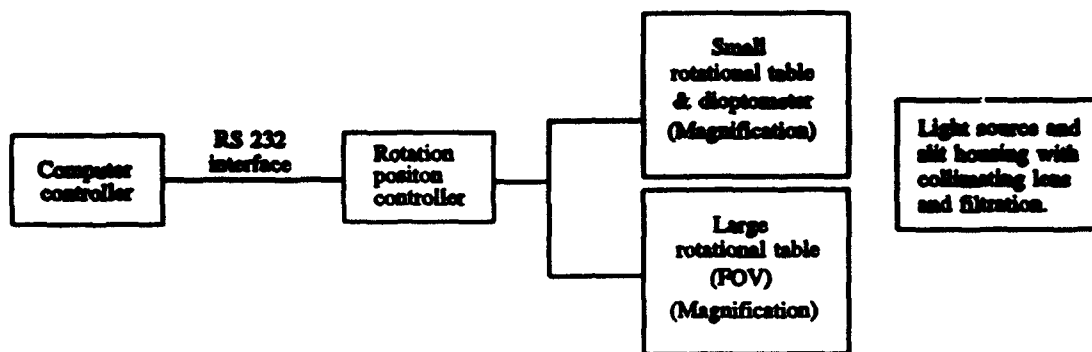 Computer
controller
RS 232
interface
Rotation
positon
controller
Small
rotational table
& dioptometer
(Magnification)
Large
rotational table
(FOV)
(Magnification)
Light source and
slit housing with
collimating lens
and filtration.